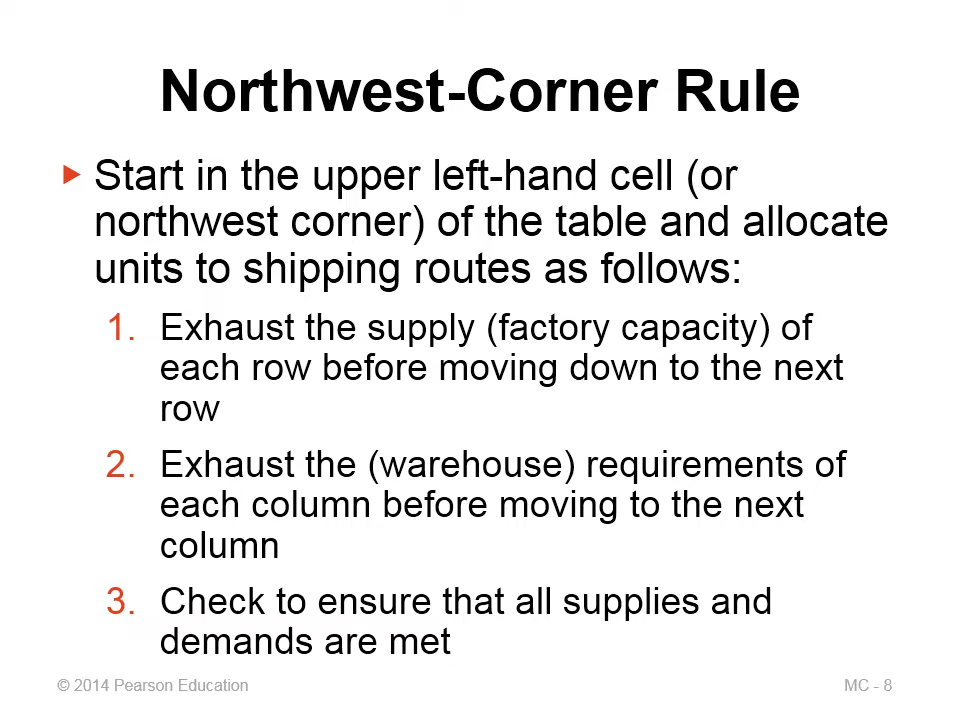 Northwest-Corner Rule
Start in the upper left-hand cell (or
northwest corner) of the table and allocate
units to shipping routes as follows:
1. Exhaust the supply (factory capacity) of
each row before moving down to the next
row
2. Exhaust the (warehouse) requirements of
each column before moving to the next
column
3. Check to ensure that all supplies and
demands are met
© 2014 Pearson Education
MC - 8